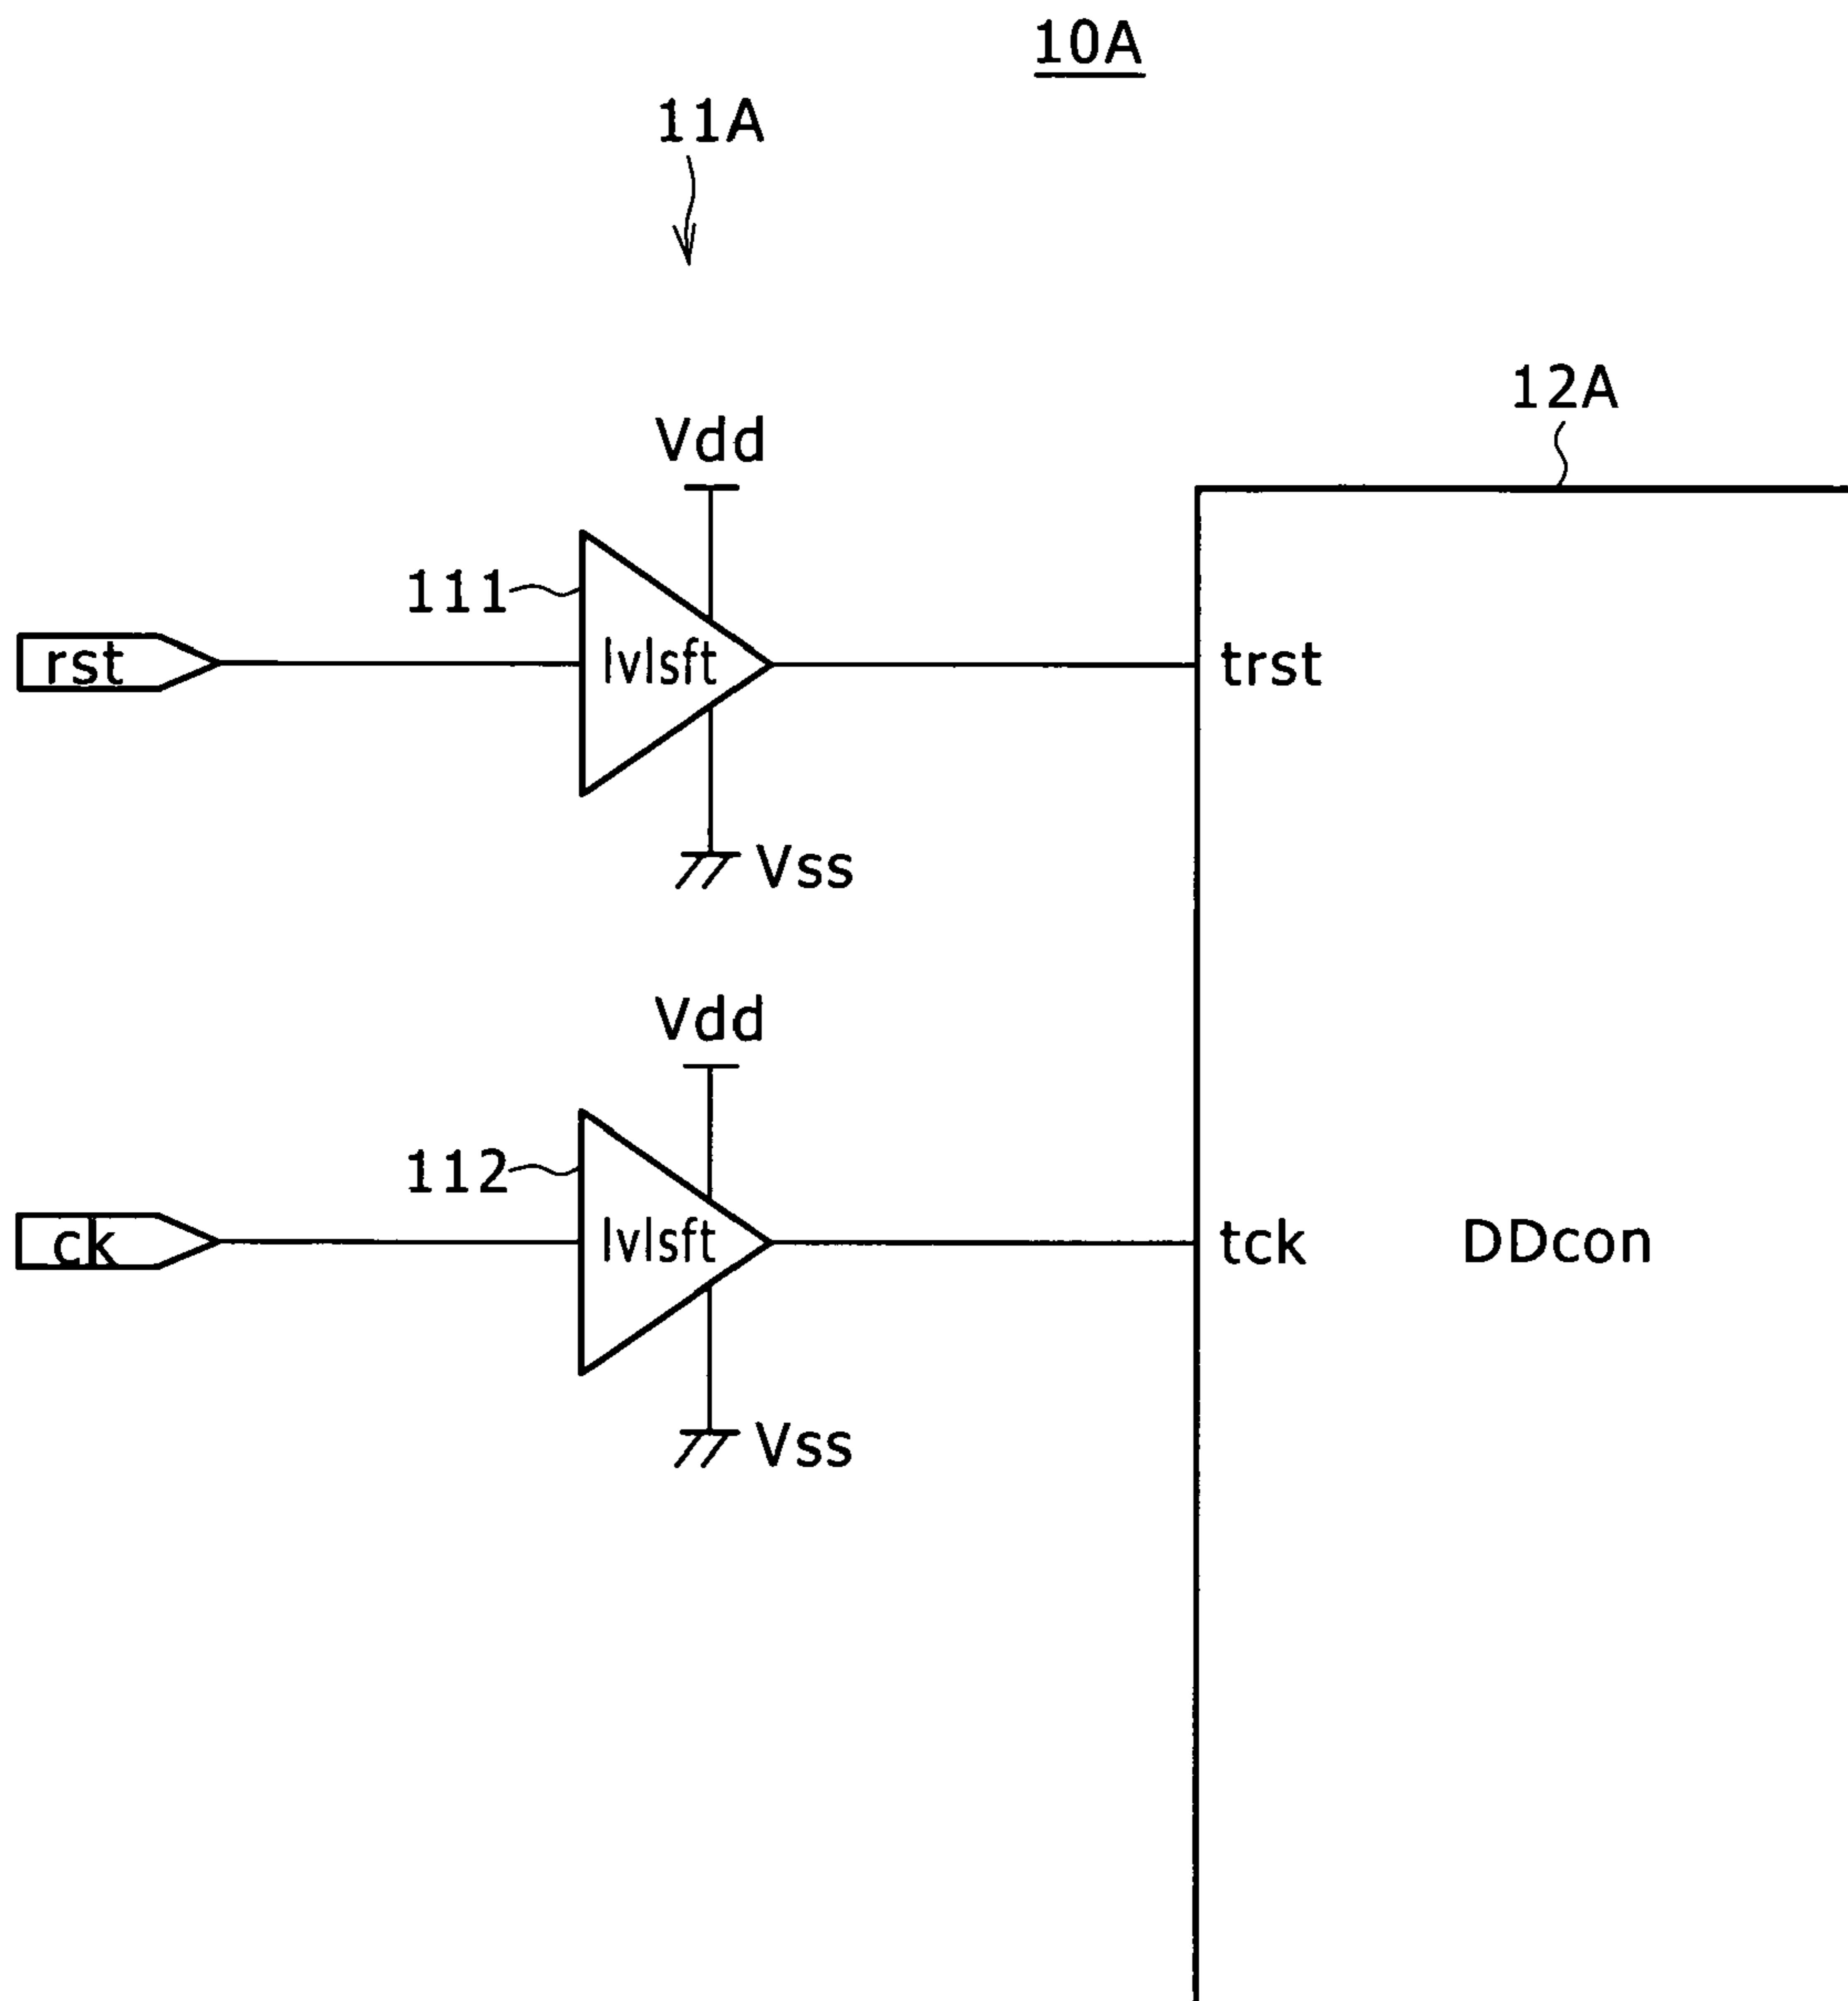 10A
11A
12A
Vdd
111
rst
lvlsft
trst
Vss
Vdd
112
ck
lvlsft
tck
DDcon
Vss